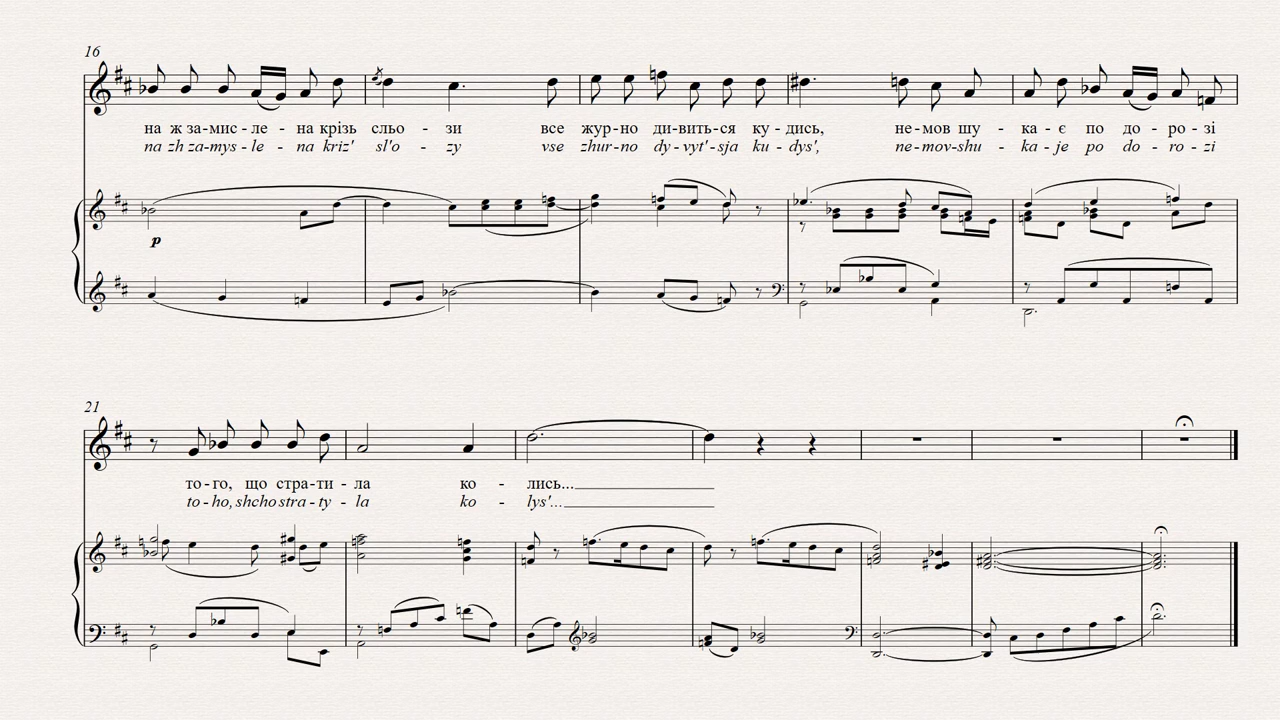 16
на ж за-мис - ле - на крізь сльо - зи все жур-но ди-вить-ся ку - дись, не-мов шу - ка - є по до - ро - зі
na zh za-mys - le - na kriz' sl'o - zy vse zhur-no dy - vyt'-sja ku - dys', ne-mov-shu - ka - je po do - ro - zi
p
21
то - го, що стра-ти - ла ко - лись...
to - ho, shcho stra - ty - la ko - lys'...